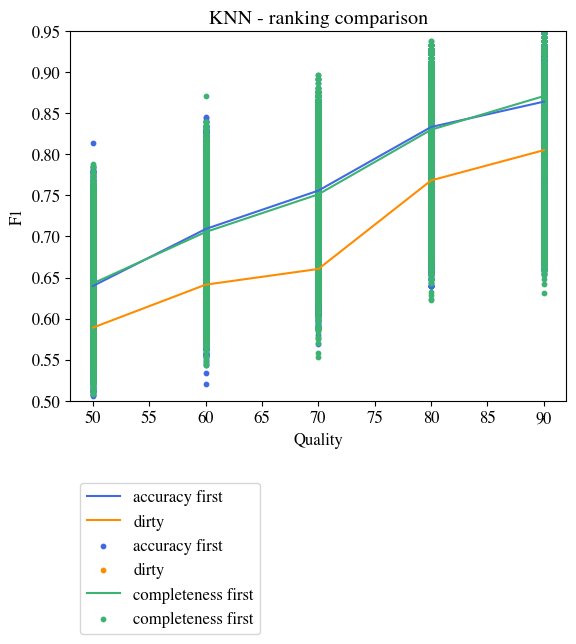 KNN - ranking comparison
0.95
0.90
0.85
0.80
0.75
0.70
0.65
0.60
0.55
0.50
F1
50 55 60 65 70 75 80 85 90
Quality
accuracy first
dirty
accuracy first
dirty
completeness first
completeness first